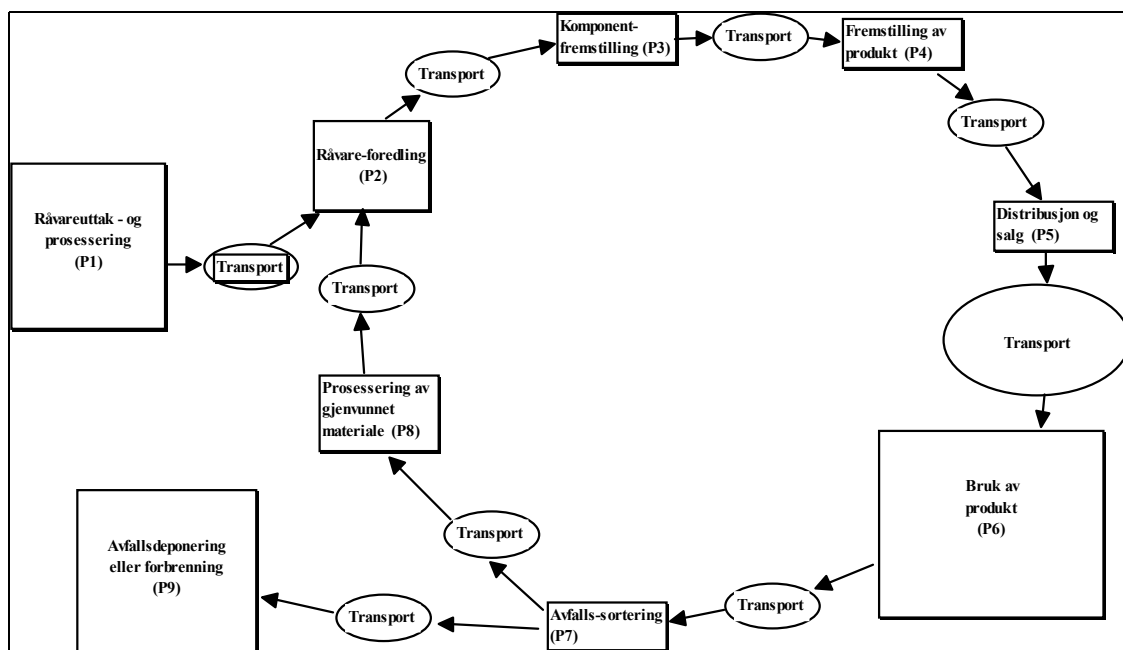 Komponent-
fremstilling (P3)
Transport
Fremstilling av
produkt (P4)
Transport
Transport
Råvare-foredling
(P2)
Råvareuttak - og
prosessering
(P1)
Transport
Distribusjon og
salg (P5)
Transport
Transport
Prosessering av
gjenvunnet
materiale (P8)
Bruk av
produkt
(P6)
Transport
Avfallsdeponering
eller forbrenning
(P9)
Transport
Avfalls-sortering
(P7)
Transport